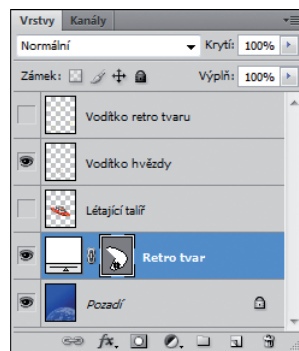 Vrstvy Kanály
Normální Krytí: 100%
Zámek: Výplň: 100%
Vodítko retro tvaru
Vodítko hvězdy
Létající talíř
Retro tvar
Pozadí
fx.